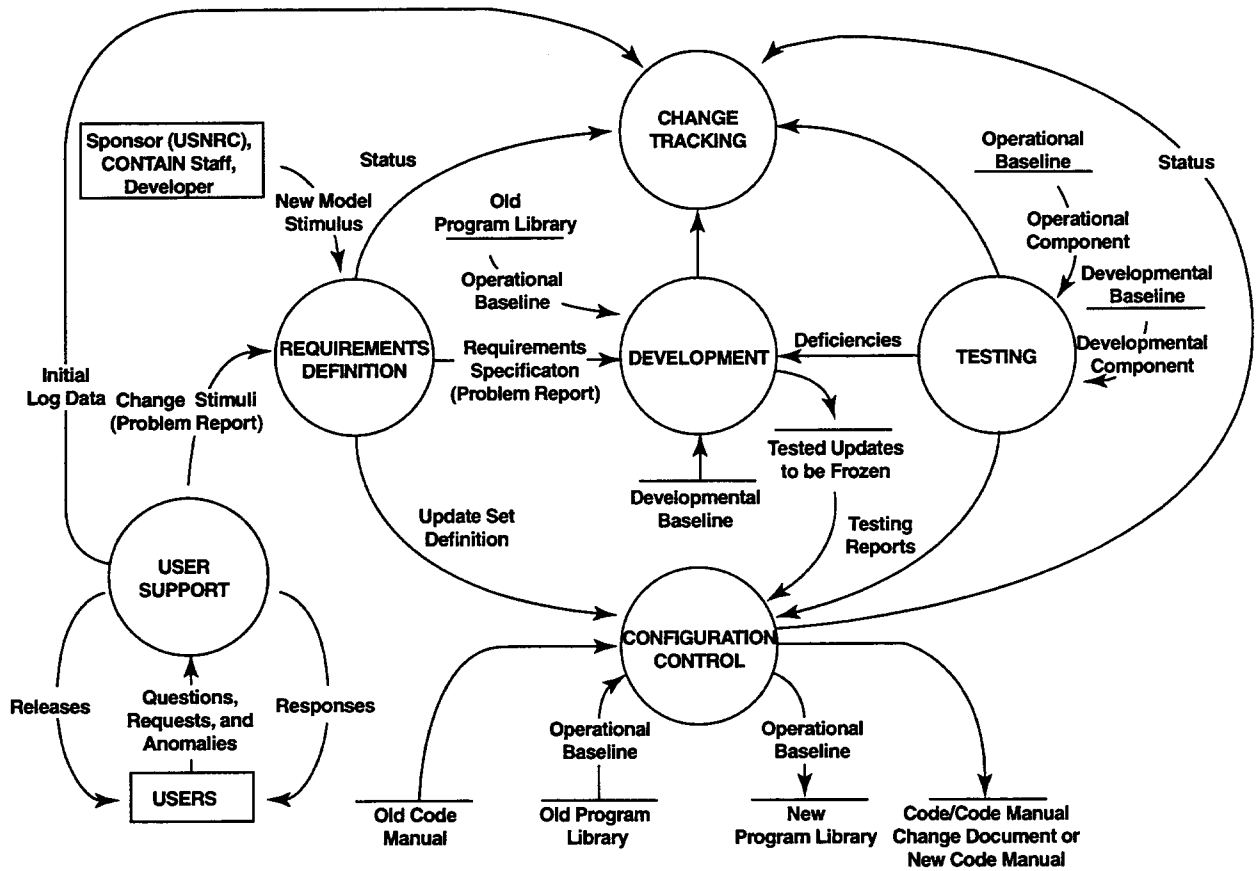 CHANGE
TRACKING
Sponsor (USNRC),
CONTAIN Staff,
Developer
Status
New Model
Stimulus
Old
Program Library
Operational
Baseline
Operational
Baseline
Status
Operational
Component
Developmental
Baseline
Developmental
Component
REQUIREMENTS
DEFINITION
Requirements
Specificaton
(Problem Report)
DEVELOPMENT
Deficiencies
TESTING
Initial
Log Data
Change Stimuli
(Problem Report)
Tested Updates
to be Frozen
Developmental
Baseline
Update Set
Definition
Testing
Reports
USER
SUPPORT
CONFIGURATION
CONTROL
Releases
Questions,
Requests, and
Anomalies
Responses
USERS
Operational
Baseline
Operational
Baseline
Old Code
Manual
Old Program
Library
New
Program Library
Code/Code Manual
Change Document or
New Code Manual